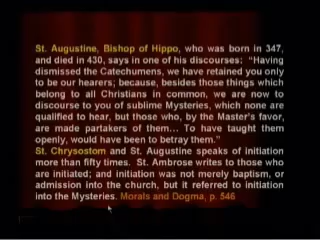 St. Augustine, Bishop of Hippo, who was born in 347,
and died in 430, says in one of his discourses: “Having
dismissed the Catechumens, we have retained you only
to be our hearers; because, besides those things which
belong to all Christians in common, we are now to
discourse to you of sublime Mysteries, which none are
qualified to hear, but those who, by the Master’s favor,
are made partakers of them… To have taught them
openly, would have been to betray them.”
St. Chrysostom and St. Augustine speaks of initiation
more than fifty times. St. Ambrose writes to those who
are initiated; and initiation was not merely baptism, or
admission into the church, but it referred to initiation
into the Mysteries. Morals and Dogma, p. 546